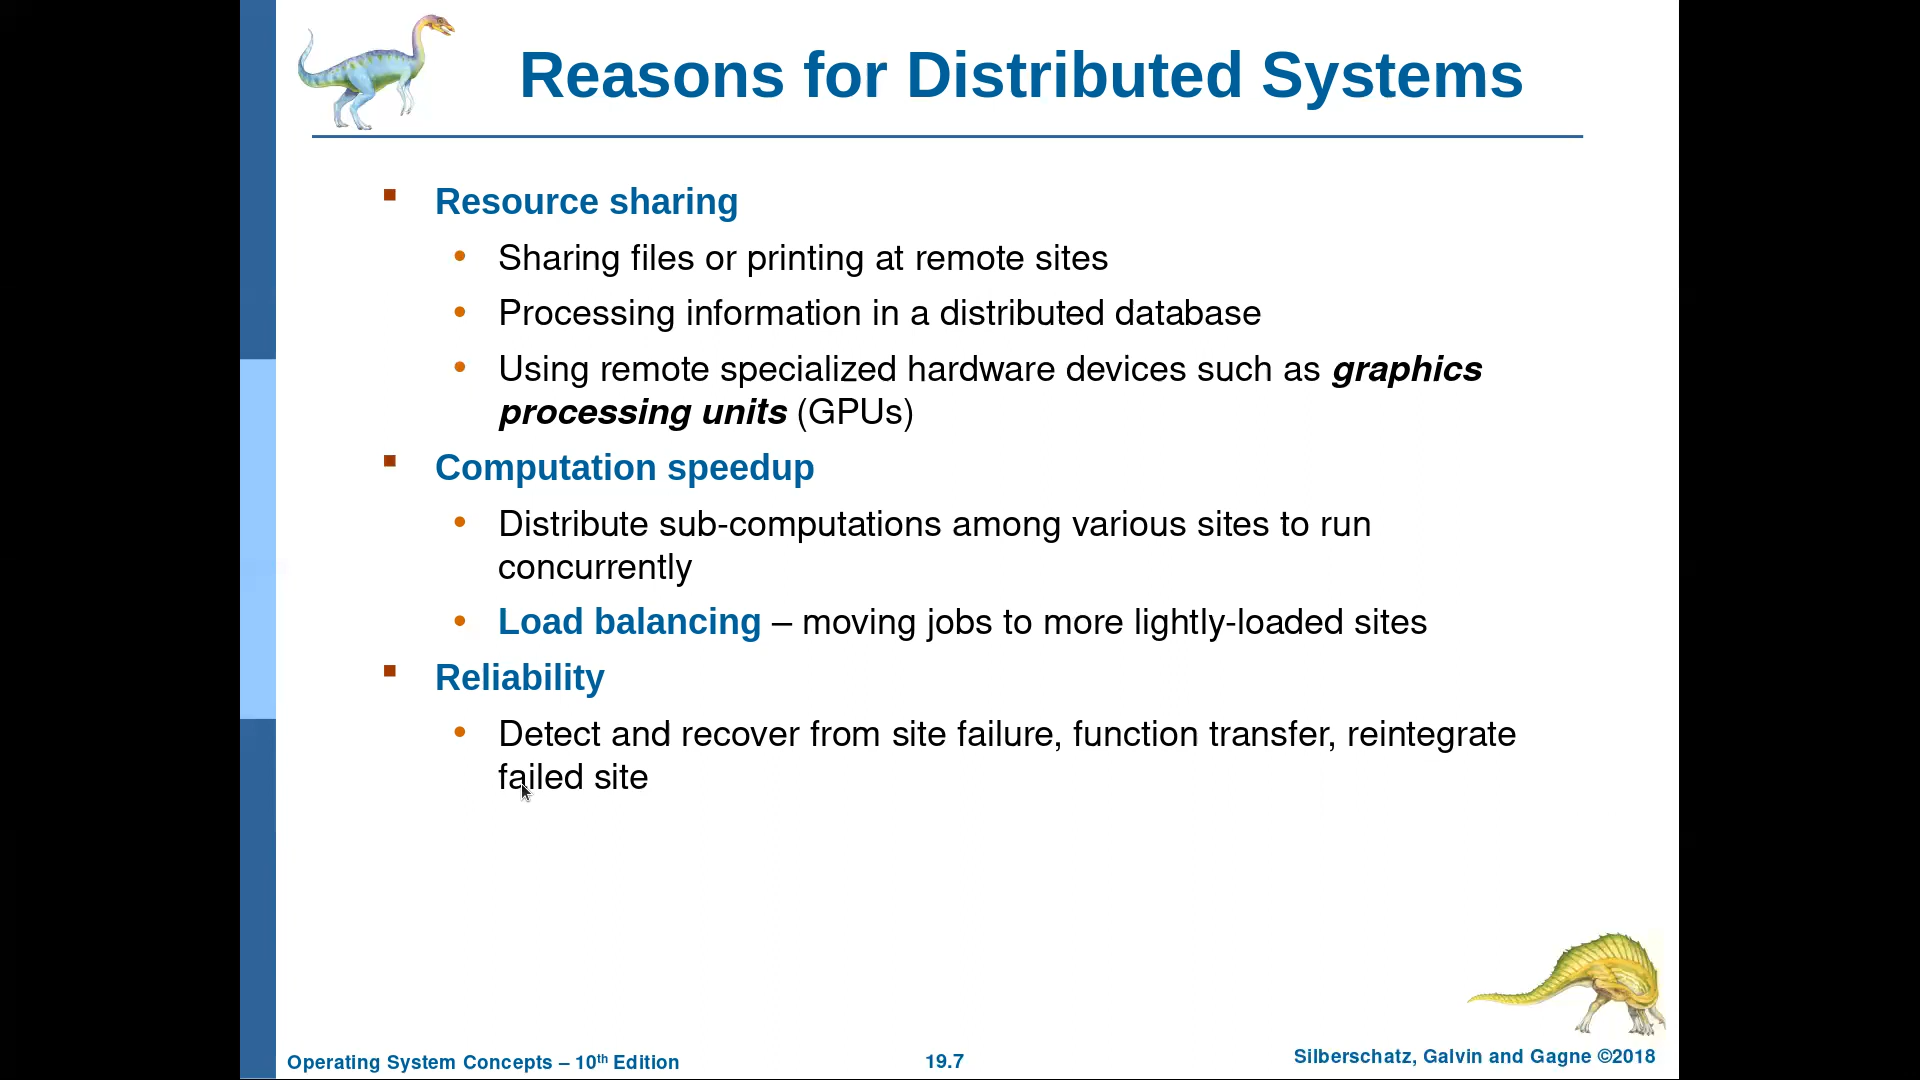 Reasons for Distributed Systems
Resource sharing
Sharing files or printing at remote sites
Processing information in a distributed database
Using remote specialized hardware devices such as graphics
processing units (GPUs)
Computation speedup
Distribute sub-computations among various sites to run
concurrently
Load balancing – moving jobs to more lightly-loaded sites
Reliability
Detect and recover from site failure, function transfer, reintegrate
failed site
Operating System Concepts – 10th Edition
19.7
Silberschatz, Galvin and Gagne ©2018